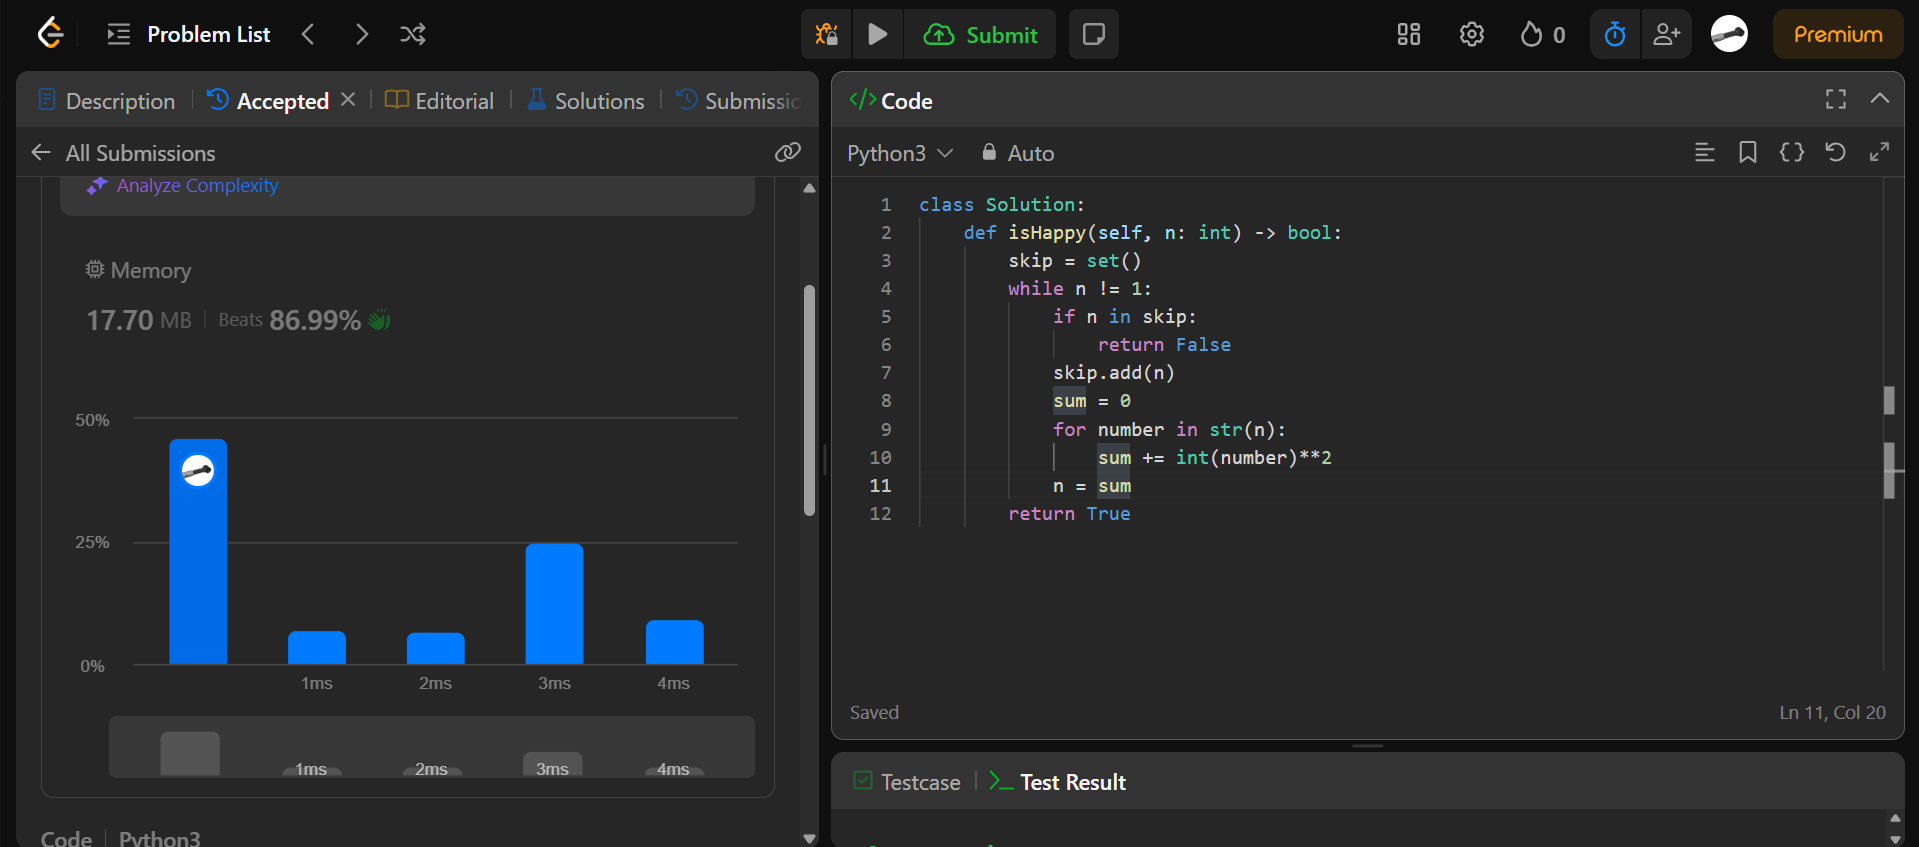 Problem List
Submit
0
Premium
Description
Accepted
Editorial
Solutions
Submissio
All Submissions
Analyze Complexity
Memory
17.70 MB
Beats 86.99%
50%
25%
0%
1ms 2ms 3ms 4ms
1ms 2ms 3ms 4ms
Code
Python3
Code
Python3
Auto
1 class Solution:
2     def isHappy(self, n: int) -> bool:
3         skip = set()
4         while n != 1:
5             if n in skip:
6                 return False
7             skip.add(n)
8             sum = 0
9             for number in str(n):
10                 sum += int(number)**2
11             n = sum
12         return True
Saved
Ln 11, Col 20
Testcase
Test Result